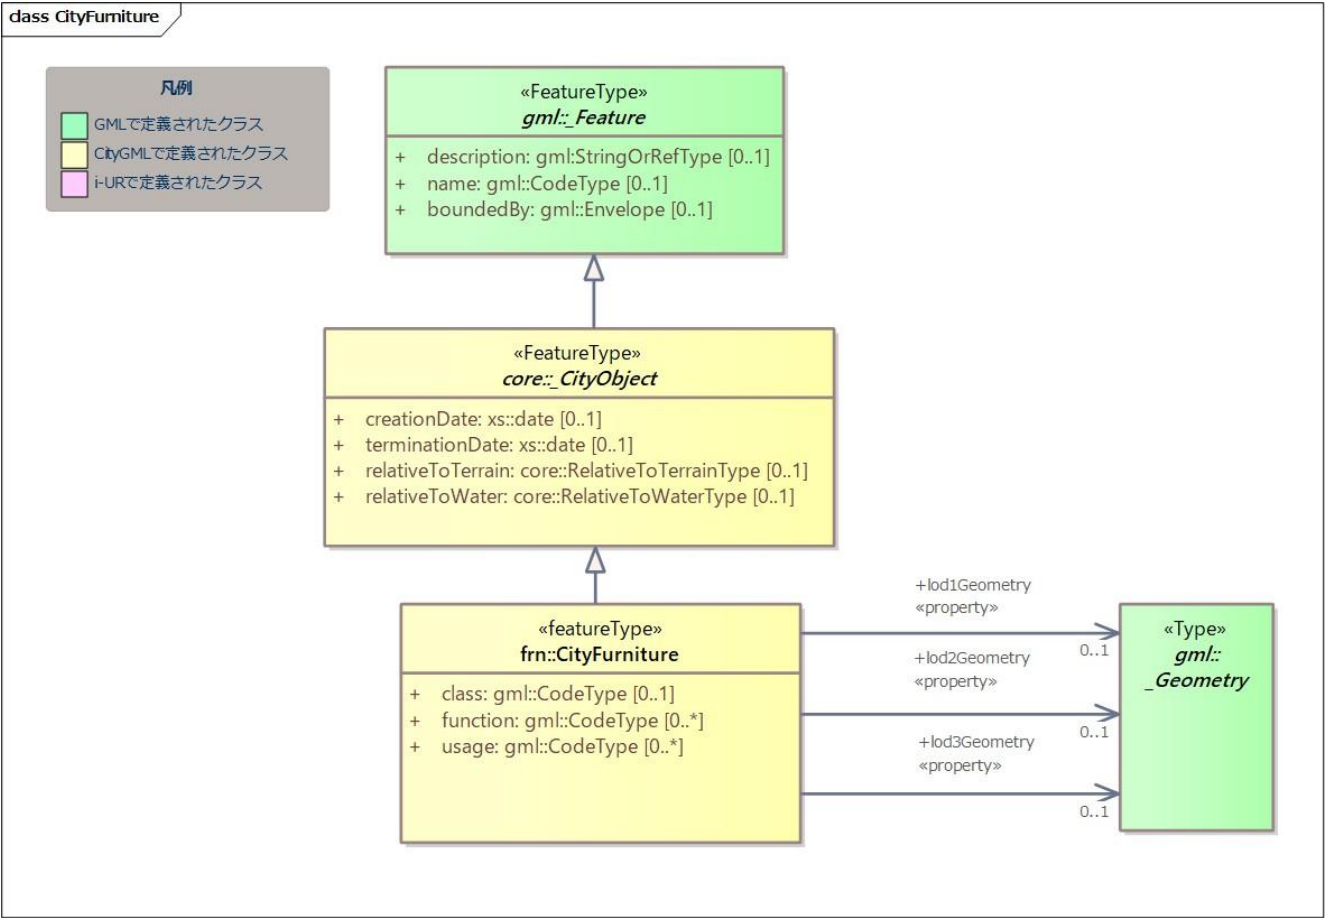 class CityFurniture
凡例
GMLで定義されたクラス
CityGMLで定義されたクラス
i-URで定義されたクラス
«FeatureType»
gml::_Feature
+ description: gml:StringOrRefType [0..1]
+ name: gml::CodeType [0..1]
+ boundedBy: gml::Envelope [0..1]
«FeatureType»
core::_CityObject
+ creationDate: xs::date [0..1]
+ terminationDate: xs::date [0..1]
+ relativeToTerrain: core::RelativeToTerrainType [0..1]
+ relativeToWater: core::RelativeToWaterType [0..1]
«featureType»
frn::CityFurniture
+ class: gml::CodeType [0..1]
+ function: gml::CodeType [0..*]
+ usage: gml::CodeType [0..*]
+lod1Geometry
«property»
0..1
+lod2Geometry
«property»
0..1
+lod3Geometry
«property»
0..1
«Type»
gml::
_Geometry